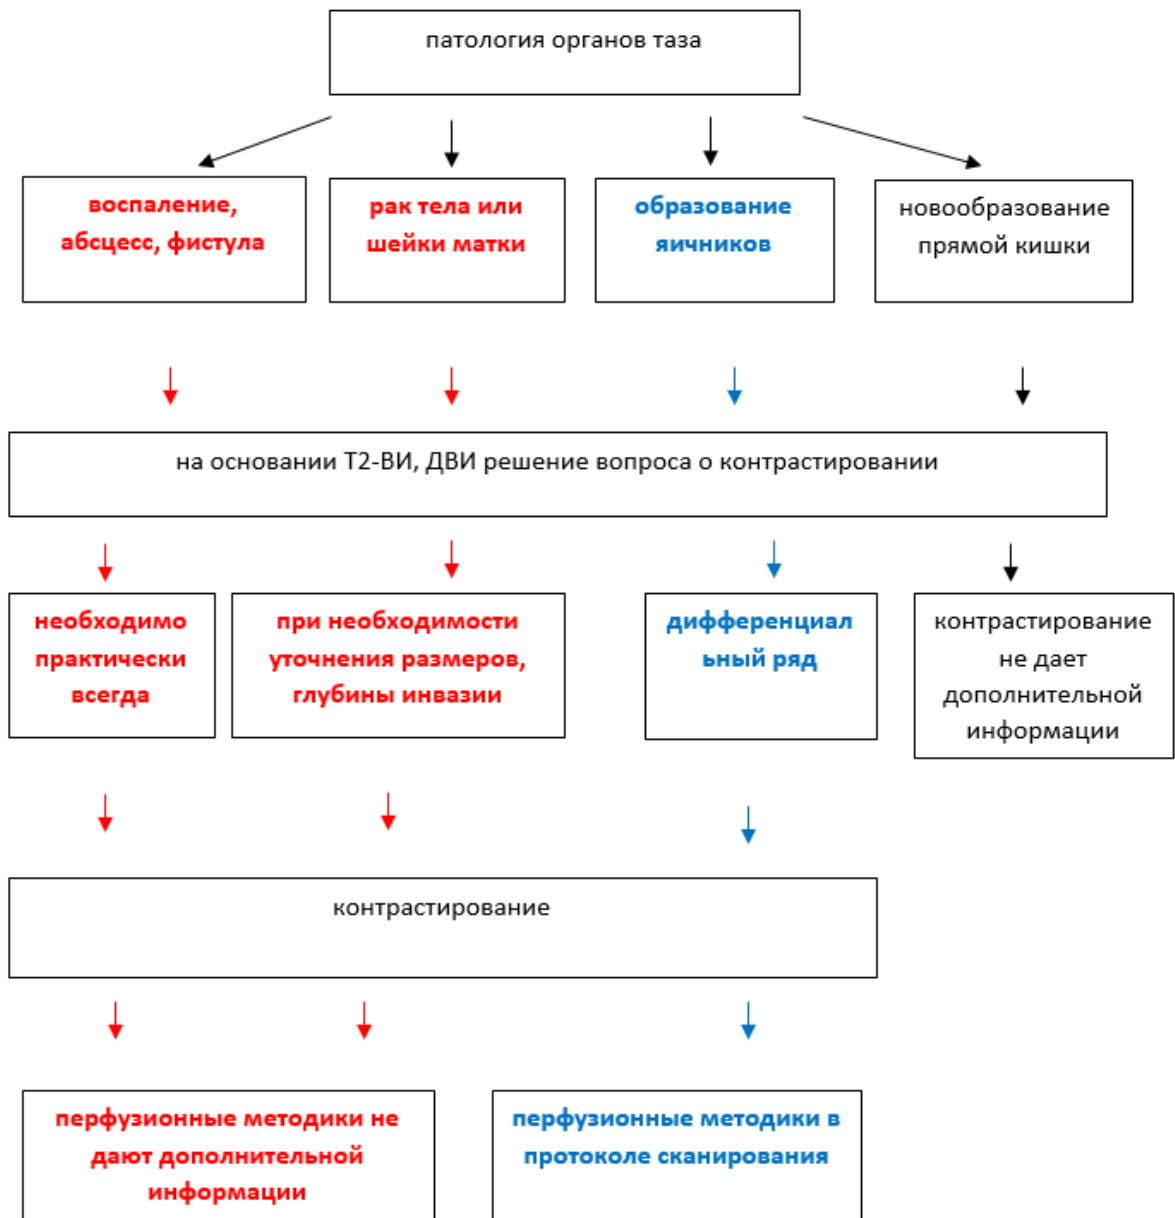 патология органов таза
воспаление,
абсцесс, фистула
рак тела или
шейки матки
образование
яичников
новообразование
прямой кишки
на основании Т2-ВИ, ДВИ решение вопроса о контрастировании
необходимо
практически
всегда
при необходимости
уточнения размеров,
глубины инвазии
дифференциал
ьный ряд
контрастирование
не дает
дополнительной
информации
контрастирование
перфузионные методики не
дают дополнительной
информации
перфузионные методики в
протоколе сканирования